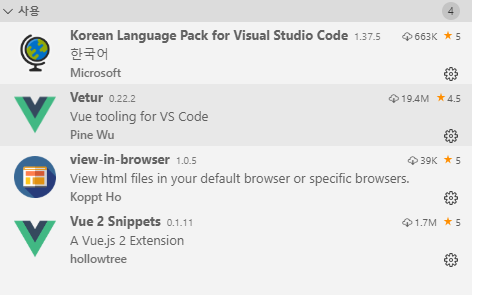 사용 4
Korean Language Pack for Visual Studio Code 1.37.5 663K 5
한국어
Microsoft
Vetur 0.22.2 19.4M 4.5
Vue tooling for VS Code
Pine Wu
view-in-browser 1.0.5 39K 5
View html files in your default browser or specific browsers.
Koppt Ho
Vue 2 Snippets 0.1.11 1.7M 5
A Vue.js 2 Extension
hollowtree